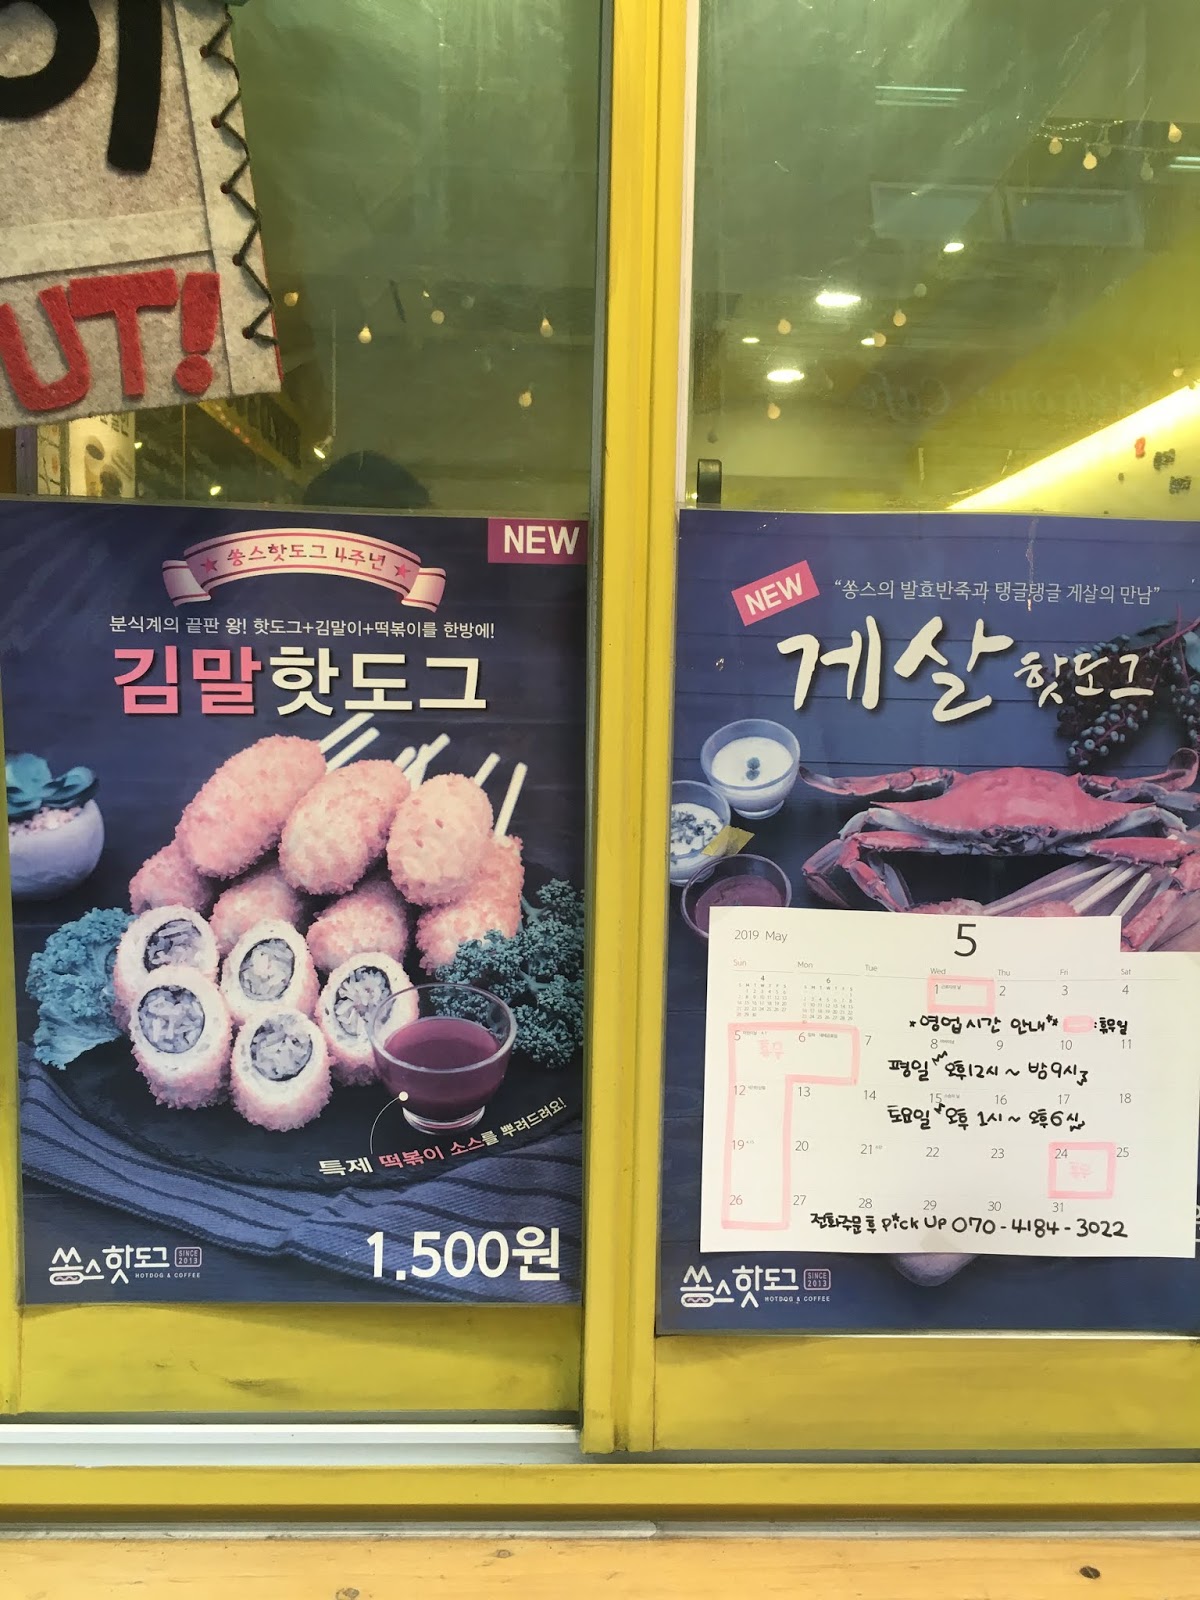 이
UT!
NEW
쏭스핫도그 4주년
분식계의 끝판 왕! 핫도그+김말이+떡볶이를 한방에!
김말핫도그
특제 떡볶이 소스를 뿌려드려요!
1,500원
쏭스핫도그 SINCE 2013
HOTDOG & COFFEE
NEW
“쏭스의 발효반죽과 탱글탱글 게살의 만남”
게살 핫도그
2019 May
5
Sun Mon Tue Wed Thu Fri Sat
4 6
1 2 3 4
*영업시간 안내* :휴무일
5 6 7 8 9 10 11
휴무
평일 오후12시 ~ 밤9시
12 13 14 15 16 17 18
토요일 오후 1시 ~ 오후6시
19 20 21 22 23 24 25
휴무
26 27 28 29 30 31
전화주문 후 Pick UP 070-4184-3022
쏭스핫도그 SINCE 2013
HOTDOG & COFFEE